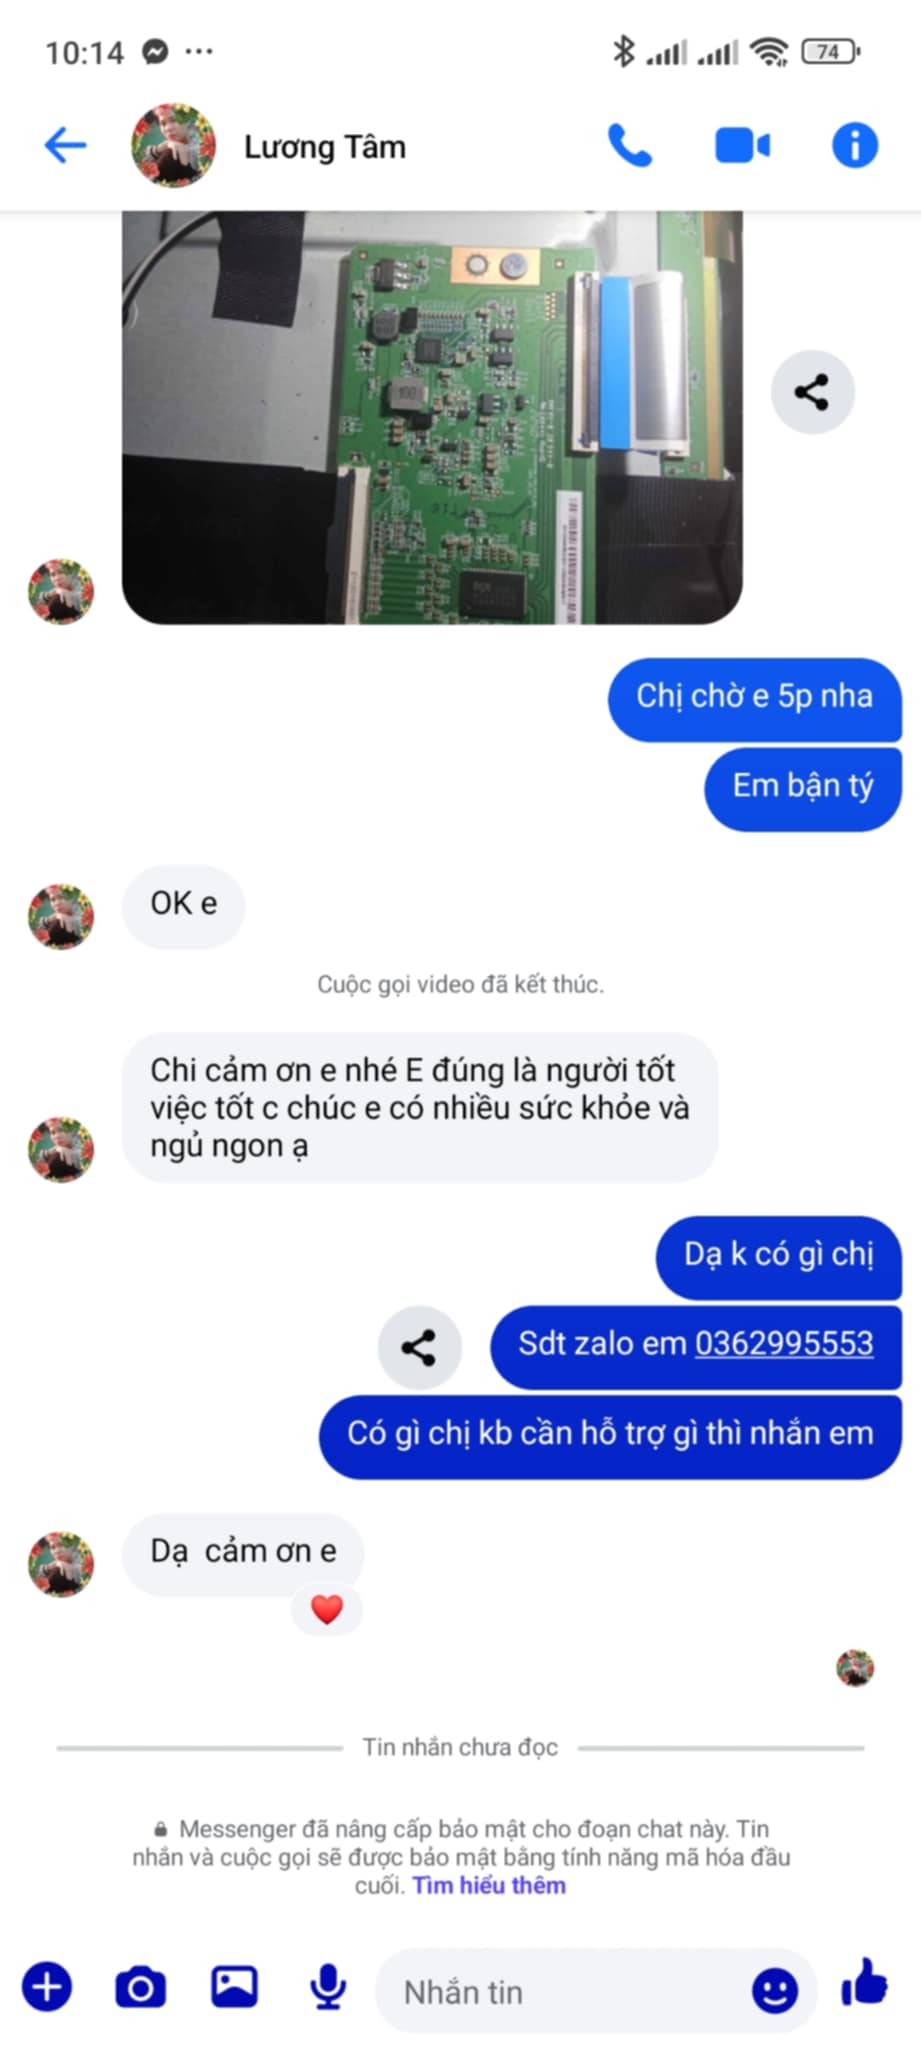 10:14
74
Lương Tâm
100
Chị chờ e 5p nha
Em bận tý
OK e
Cuộc gọi video đã kết thúc.
Chi cảm ơn e nhé E đúng là người tốt
việc tốt c chúc e có nhiều sức khỏe và
ngủ ngon ạ
Dạ k có gì chị
Sdt zalo em 0362995553
Có gì chị kb cần hỗ trợ gì thì nhắn em
Dạ  cảm ơn e
Tin nhắn chưa đọc
Messenger đã nâng cấp bảo mật cho đoạn chat này. Tin
nhắn và cuộc gọi sẽ được bảo mật bằng tính năng mã hóa đầu
cuối. Tìm hiểu thêm
Nhắn tin